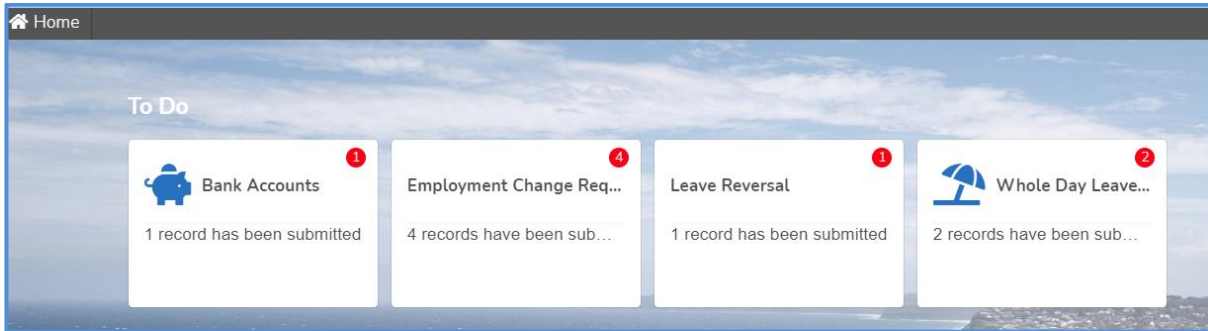 Home
To Do
1
Bank Accounts
1 record has been submitted
4
Employment Change Req...
4 records have been sub...
1
Leave Reversal
1 record has been submitted
2
Whole Day Leave...
2 records have been sub...